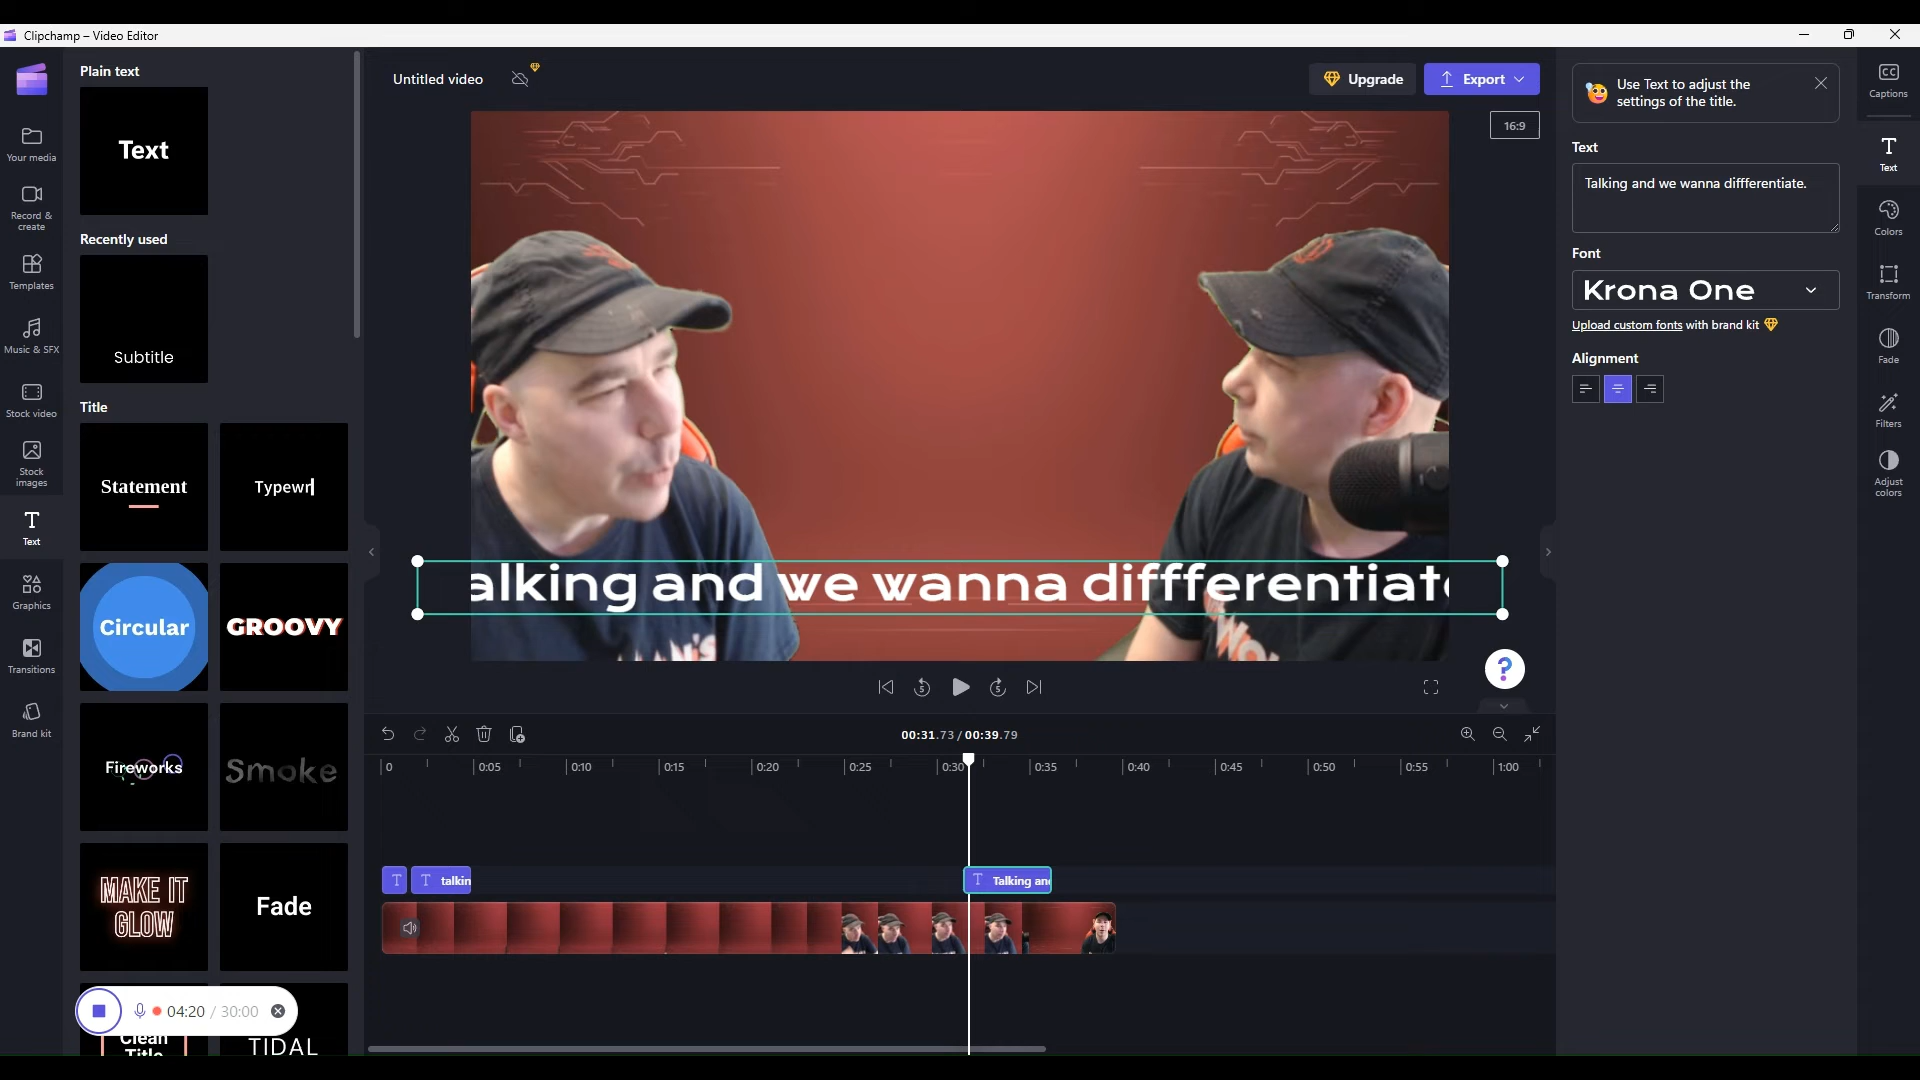 Clipchamp – Video Editor
Plain text
Text
Recently used
Subtitle
Title
Statement
Typewr
Circular
GROOVY
Fireworks
Smoke
MAKE IT
GLOW
Fade
Clean
Title
TIDAL
04:20 / 30:00
Your media
Record &
create
Templates
Music & SFX
Stock video
Stock
images
Text
Graphics
Transitions
Brand kit
Untitled video
Upgrade
Export
16:9
alking and we wanna diffferentiate
5
5
?
00:31.73 / 00:39.79
0
0:05
0:10
0:15
0:20
0:25
0:30
0:35
0:40
0:45
0:50
0:55
1:00
T
T talkin
T Talking an
Use Text to adjust the
settings of the title.
Text
Talking and we wanna diffferentiate.
Font
Krona One
Upload custom fonts with brand kit
Alignment
CC
Captions
Text
Colors
Transform
Fade
Filters
Adjust
colors